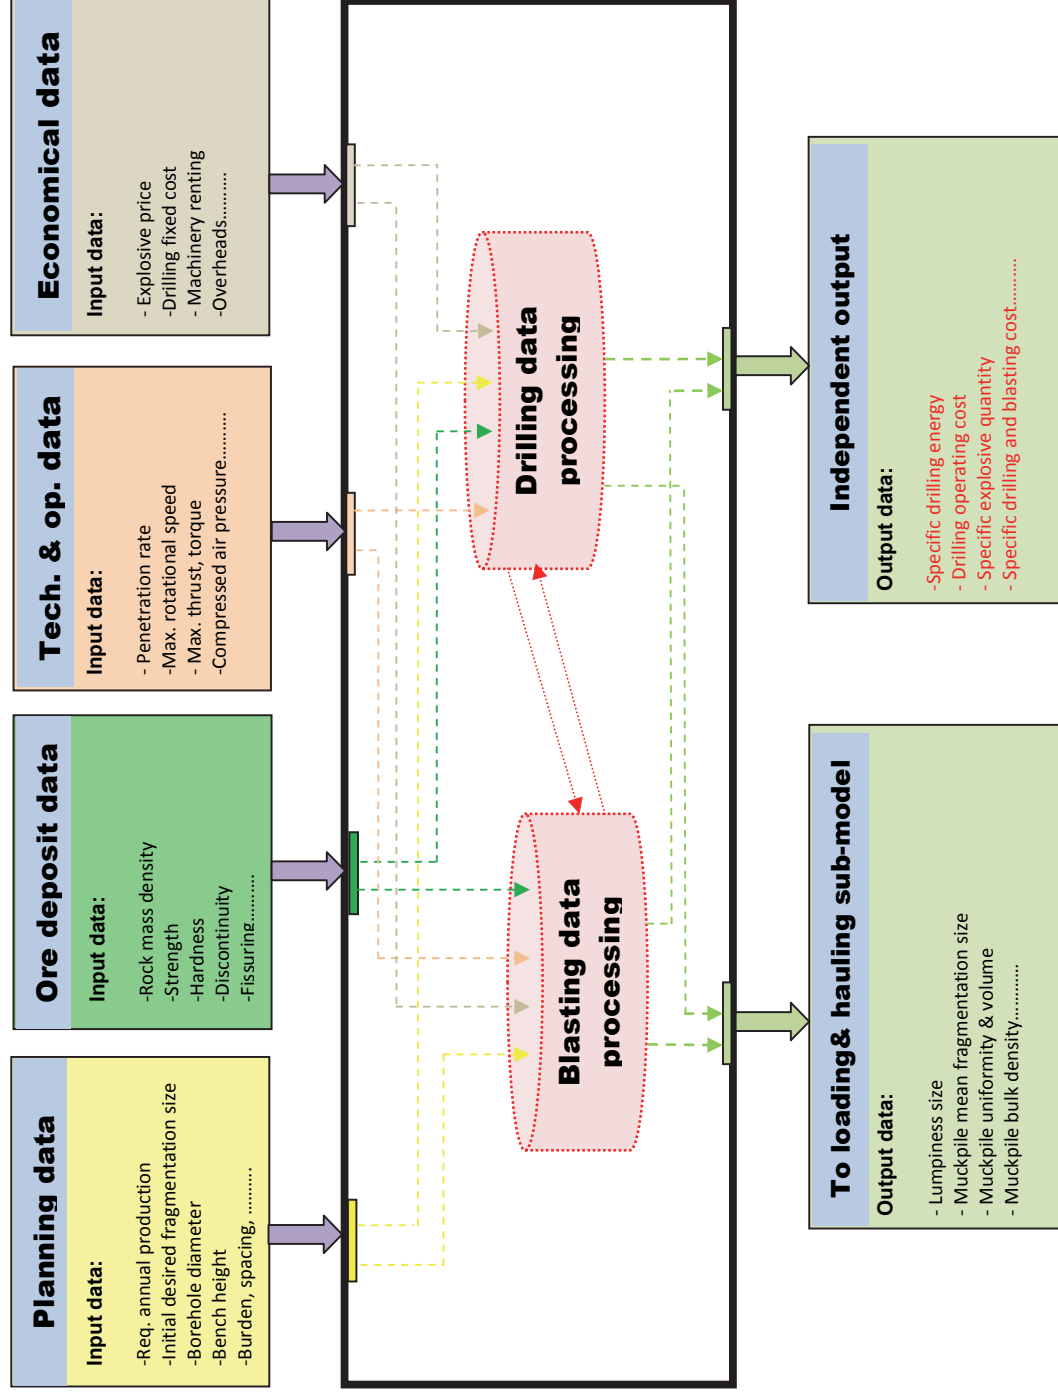 Planning data
Input data:
-Req. annual production
-Initial desired fragmentation size
-Borehole diameter
-Bench height
-Burden, spacing, ..........
Ore deposit data
Input data:
-Rock mass density
-Strength
-Hardness
-Discontinuity
-Fissuring..........
Tech. & op. data
Input data:
- Penetration rate
-Max. rotational speed
- Max. thrust, torque
-Compressed air pressure...........
Economical data
Input data:
- Explosive price
-Drilling fixed cost
- Machinery renting
-Overheads...........
Blasting data
processing
Drilling data
processing
To loading& hauling sub-model
Output data:
- Lumpiness size
- Muckpile mean fragmentation size
- Muckpile uniformity & volume
- Muckpile bulk density............
Independent output
Output data:
-Specific drilling energy
- Drilling operating cost
- Specific explosive quantity
- Specific drilling and blasting cost...........